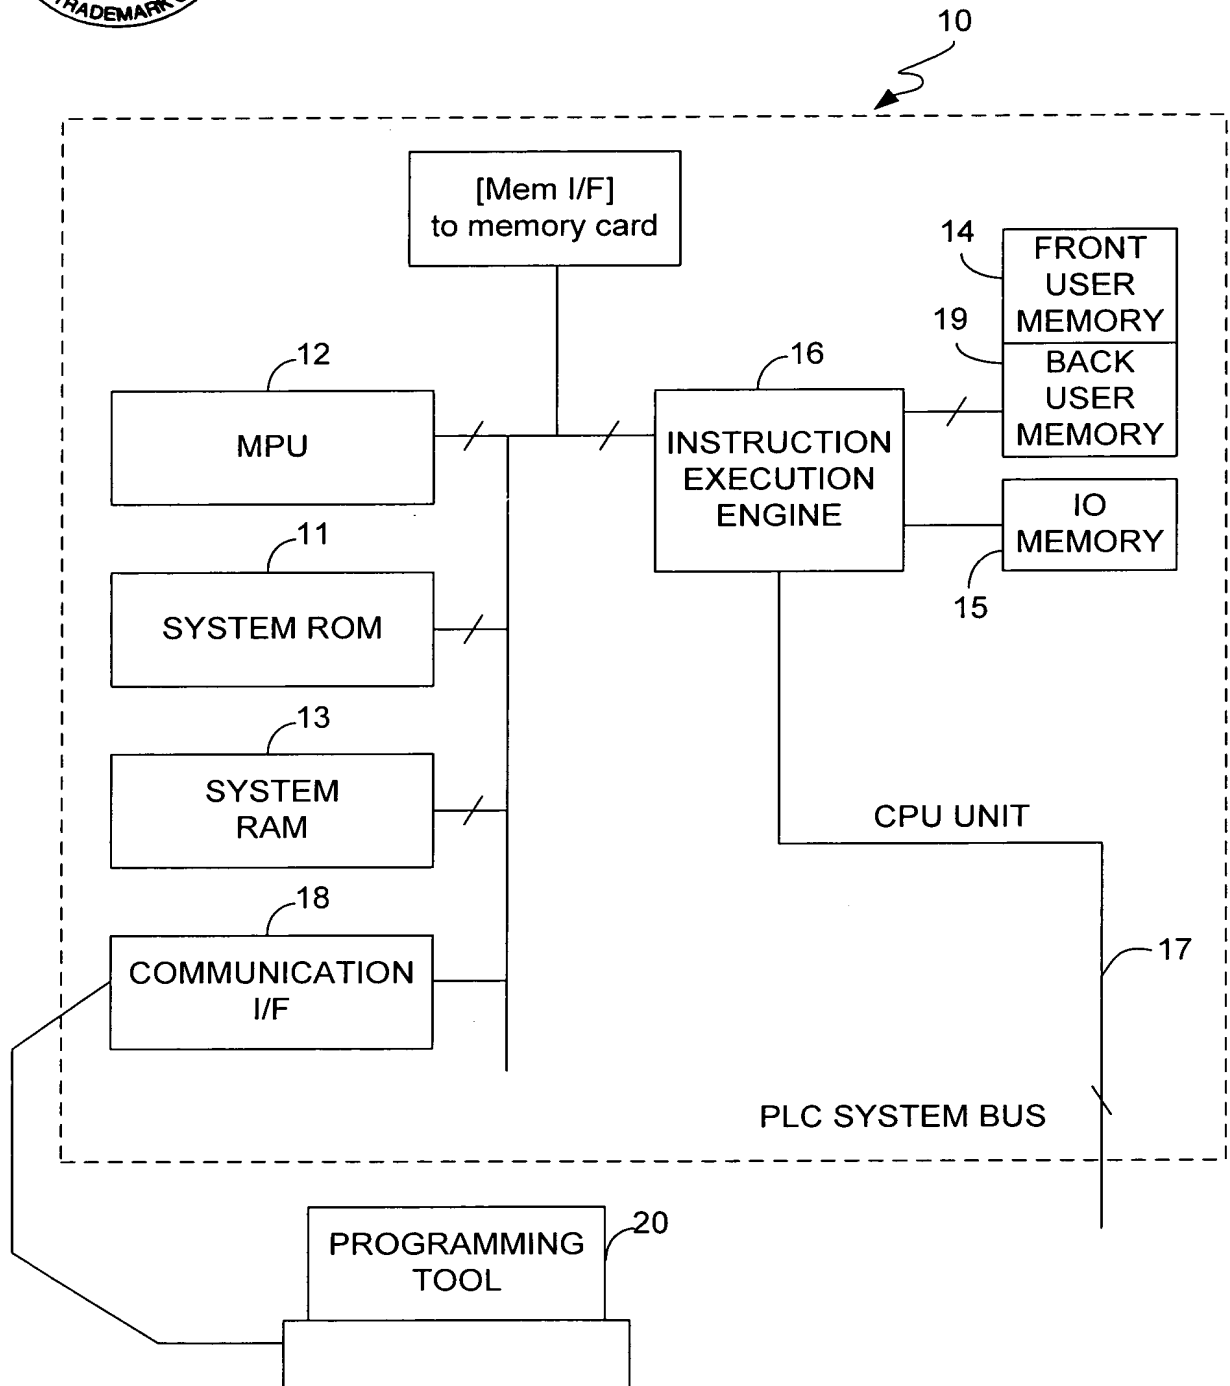 TRADEMARK
10
[Mem I/F]
to memory card
14
FRONT
USER
MEMORY
19
BACK
USER
MEMORY
12
MPU
16
INSTRUCTION
EXECUTION
ENGINE
IO
MEMORY
15
11
SYSTEM ROM
13
SYSTEM
RAM
CPU UNIT
18
COMMUNICATION
I/F
17
PLC SYSTEM BUS
20
PROGRAMMING
TOOL